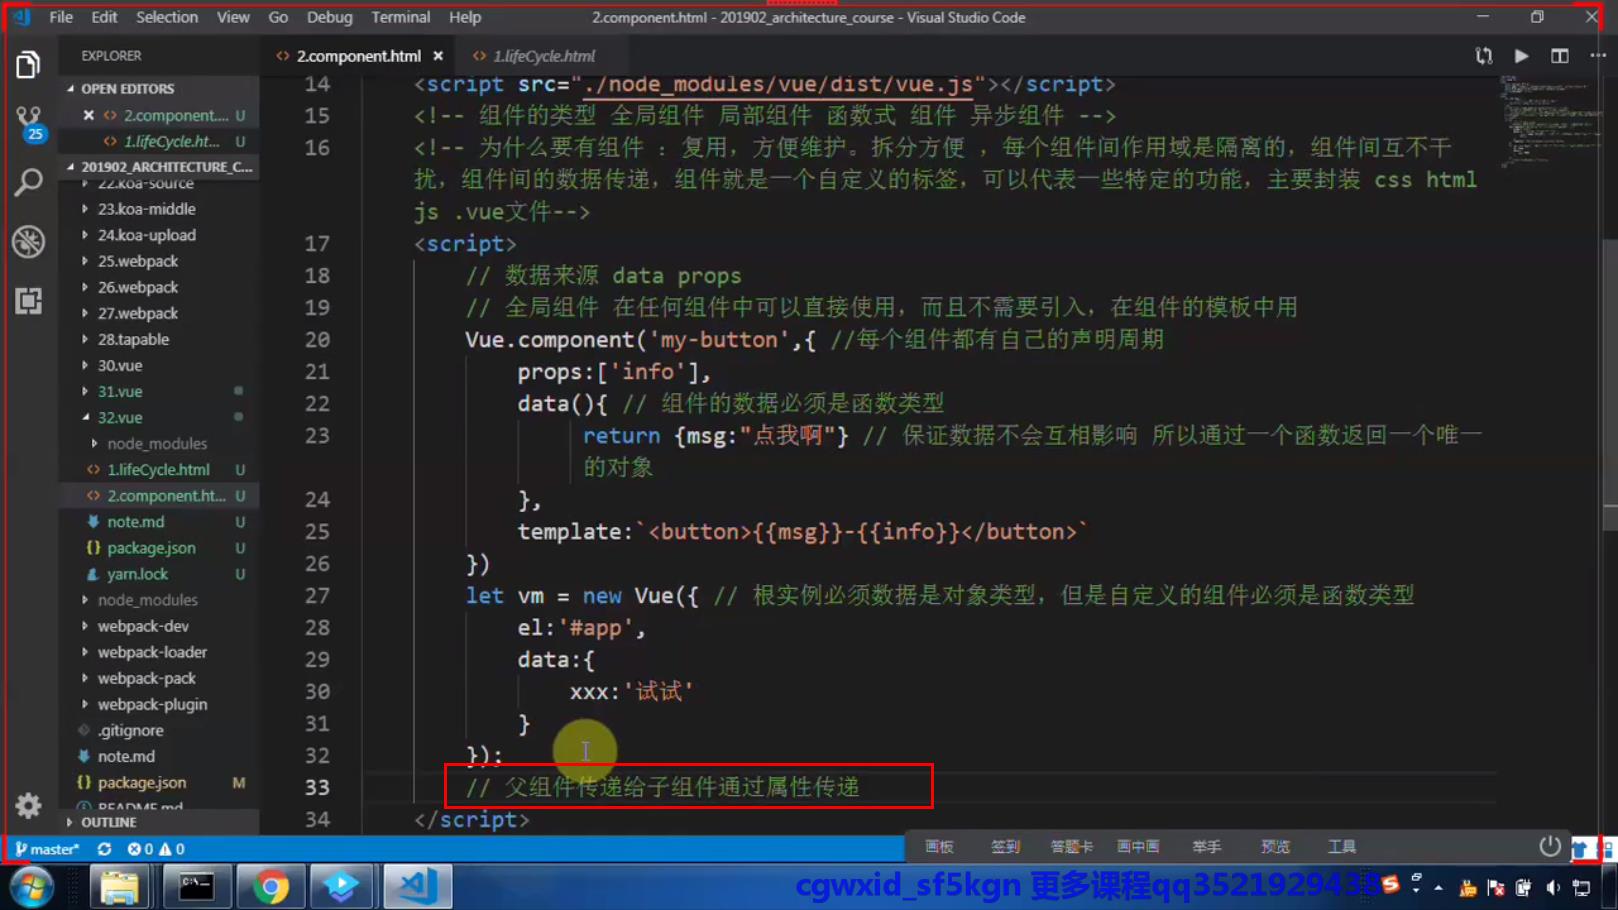 File Edit Selection View Go Debug Terminal Help 2.component.html - 201902_architecture_course - Visual Studio Code
EXPLORER
2.component.html
1.lifeCycle.html
OPEN EDITORS
2.component.... U
1.lifeCycle.ht... U
25
201902_ARCHITECTURE_C...
22.koa-source
23.koa-middle
24.koa-upload
25.webpack
26.webpack
27.webpack
28.tapable
30.vue
31.vue
32.vue
node_modules
1.lifeCycle.html U
2.component.ht... U
note.md U
package.json U
yarn.lock U
node_modules
webpack-dev
webpack-loader
webpack-pack
webpack-plugin
.gitignore
note.md
package.json M
README.md
OUTLINE
14 <script src="./node_modules/vue/dist/vue.js"></script>
15 <!-- 组件的类型 全局组件 局部组件 函数式 组件 异步组件 -->
16 <!-- 为什么要有组件 : 复用，方便维护。拆分方便 ，每个组件间作用域是隔离的，组件间互不干
扰，组件间的数据传递，组件就是一个自定义的标签，可以代表一些特定的功能，主要封装 css html
js .vue文件-->
17 <script>
18 // 数据来源 data props
19 // 全局组件 在任何组件中可以直接使用，而且不需要引入，在组件的模板中用
20 Vue.component('my-button',{ //每个组件都有自己的声明周期
21 props:['info'],
22 data(){ // 组件的数据必须是函数类型
23 return {msg:"点我啊"} // 保证数据不会互相影响 所以通过一个函数返回一个唯一
的对象
24 },
25 template:`<button>{{msg}}-{{info}}</button>`
26 })
27 let vm = new Vue({ // 根实例必须数据是对象类型，但是自定义的组件必须是函数类型
28 el:'#app',
29 data:{
30 xxx:'试试'
31 }
32 });
33 // 父组件传递给子组件通过属性传递
34 </script>
master* 0 0
画板 签到 答题卡 画中画 举手 预览 工具
cgwxid_sf5kgn 更多课程qq3521929438